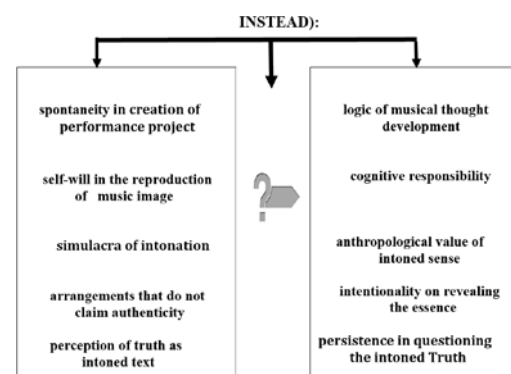 INSTEAD):
spontaneity in creation of
performance project
self-will in the reproduction
of music image
simulacra of intonation
arrangements that do not
claim authenticity
perception of truth as
intoned text
?
logic of musical thought
development
cognitive responsibility
anthropological value of
intoned sense
intentionality on revealing
the essence
persistence in questioning
the intoned Truth